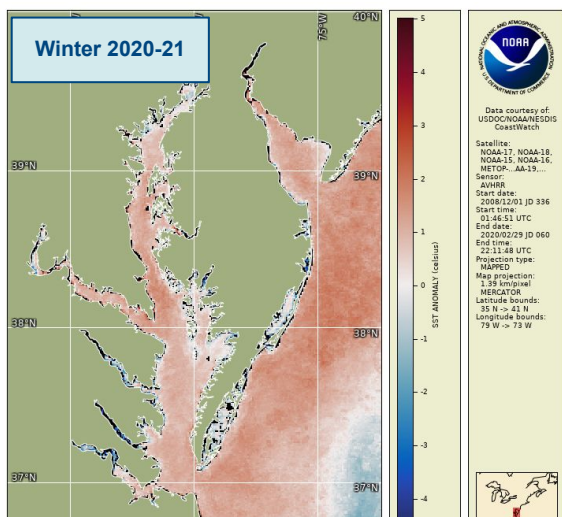 Winter 2020-21
40°N
75°W
39°N
39°N
38°N
38°N
37°N
37°N
5
4
3
2
1
0
-1
-2
-3
-4
SST ANOMALY (celsius)
NATIONAL OCEANIC AND ATMOSPHERIC ADMINISTRATION
NOAA
U.S. DEPARTMENT OF COMMERCE
Data courtesy of:
USDOC/NOAA/NESDIS
CoastWatch
Satellite:
NOAA-17, NOAA-18,
NOAA-15, NOAA-16,
METOP-...AA-19,...
Sensor:
AVHRR
Start date:
2008/12/01 JD 336
Start time:
01:46:51 UTC
End date:
2020/02/29 JD 060
End time:
22:11:48 UTC
Projection type:
MAPPED
Map projection:
1.39 km/pixel
MERCATOR
Latitude bounds:
35 N -> 41 N
Longitude bounds:
79 W -> 73 W